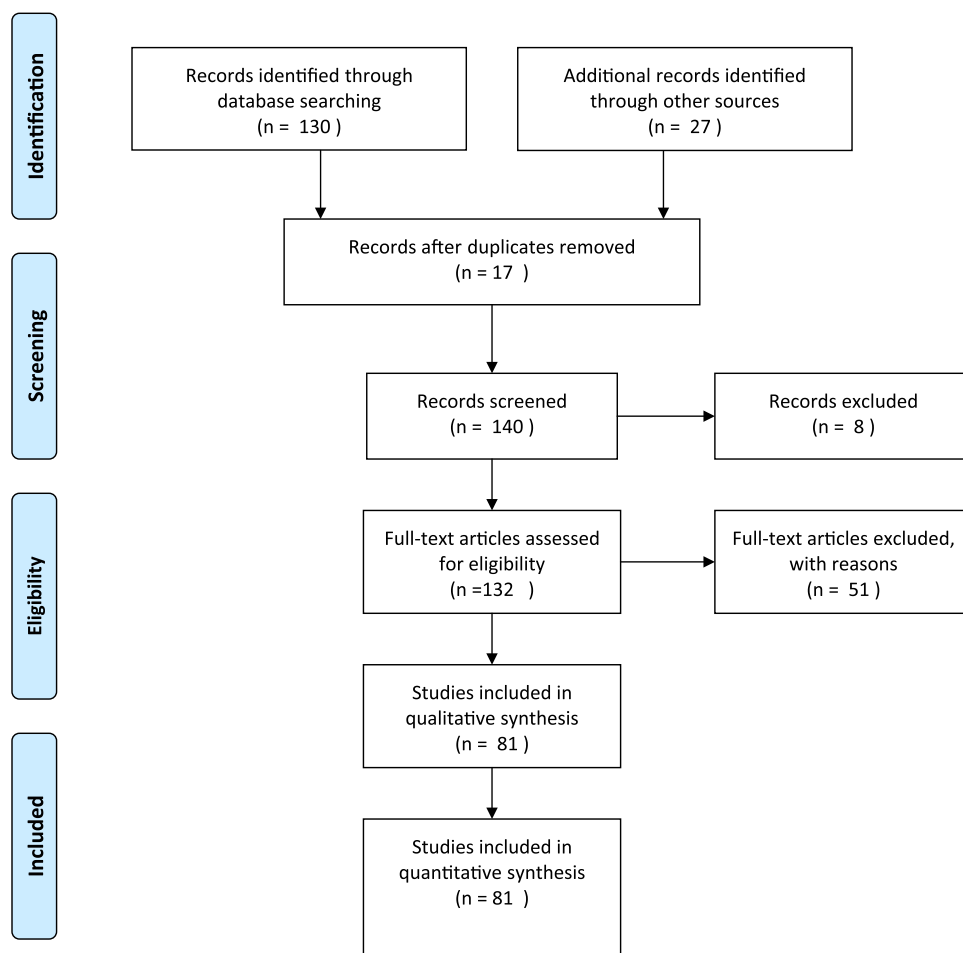 Identification
Records identified through
database searching
(n = 130 )
Additional records identified
through other sources
(n = 27 )
Records after duplicates removed
(n = 17 )
Screening
Records screened
(n = 140 )
Records excluded
(n = 8 )
Eligibility
Full-text articles assessed
for eligibility
(n =132 )
Full-text articles excluded,
with reasons
(n = 51 )
Studies included in
qualitative synthesis
(n = 81 )
Included
Studies included in
quantitative synthesis
(n = 81 )